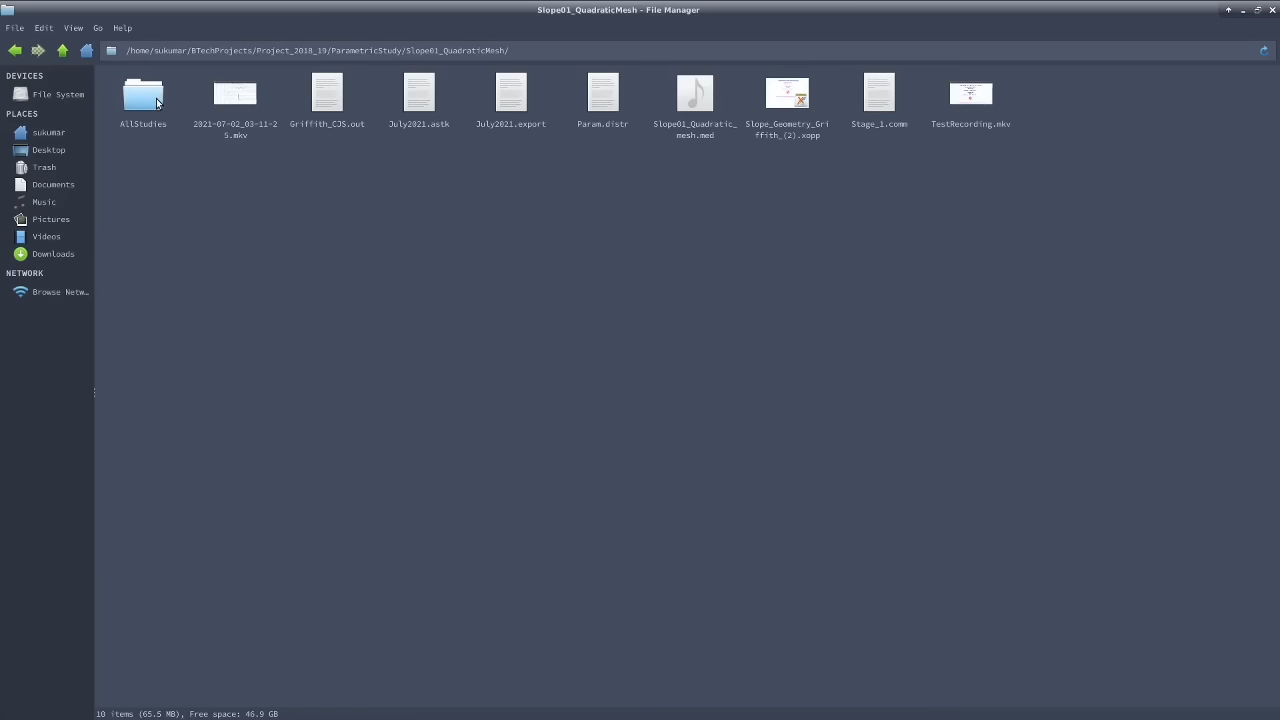 Slope01_QuadraticMesh - File Manager
File Edit View Go Help
/home/sukumar/BTechProjects/Project_2018_19/ParametricStudy/Slope01_QuadraticMesh/
DEVICES
File System
PLACES
sukumar
Desktop
Trash
Documents
Music
Pictures
Videos
Downloads
NETWORK
Browse Netw…
AllStudies
2021-07-02_03-11-2
5.mkv
Griffith_CJS.out
July2021.astk
July2021.export
Param.distr
Slope01_Quadratic_
mesh.med
Slope_Geometry_Gri
ffith_(2).xopp
Stage_1.comm
TestRecording.mkv
10 items (65.5 MB), Free space: 46.9 GB